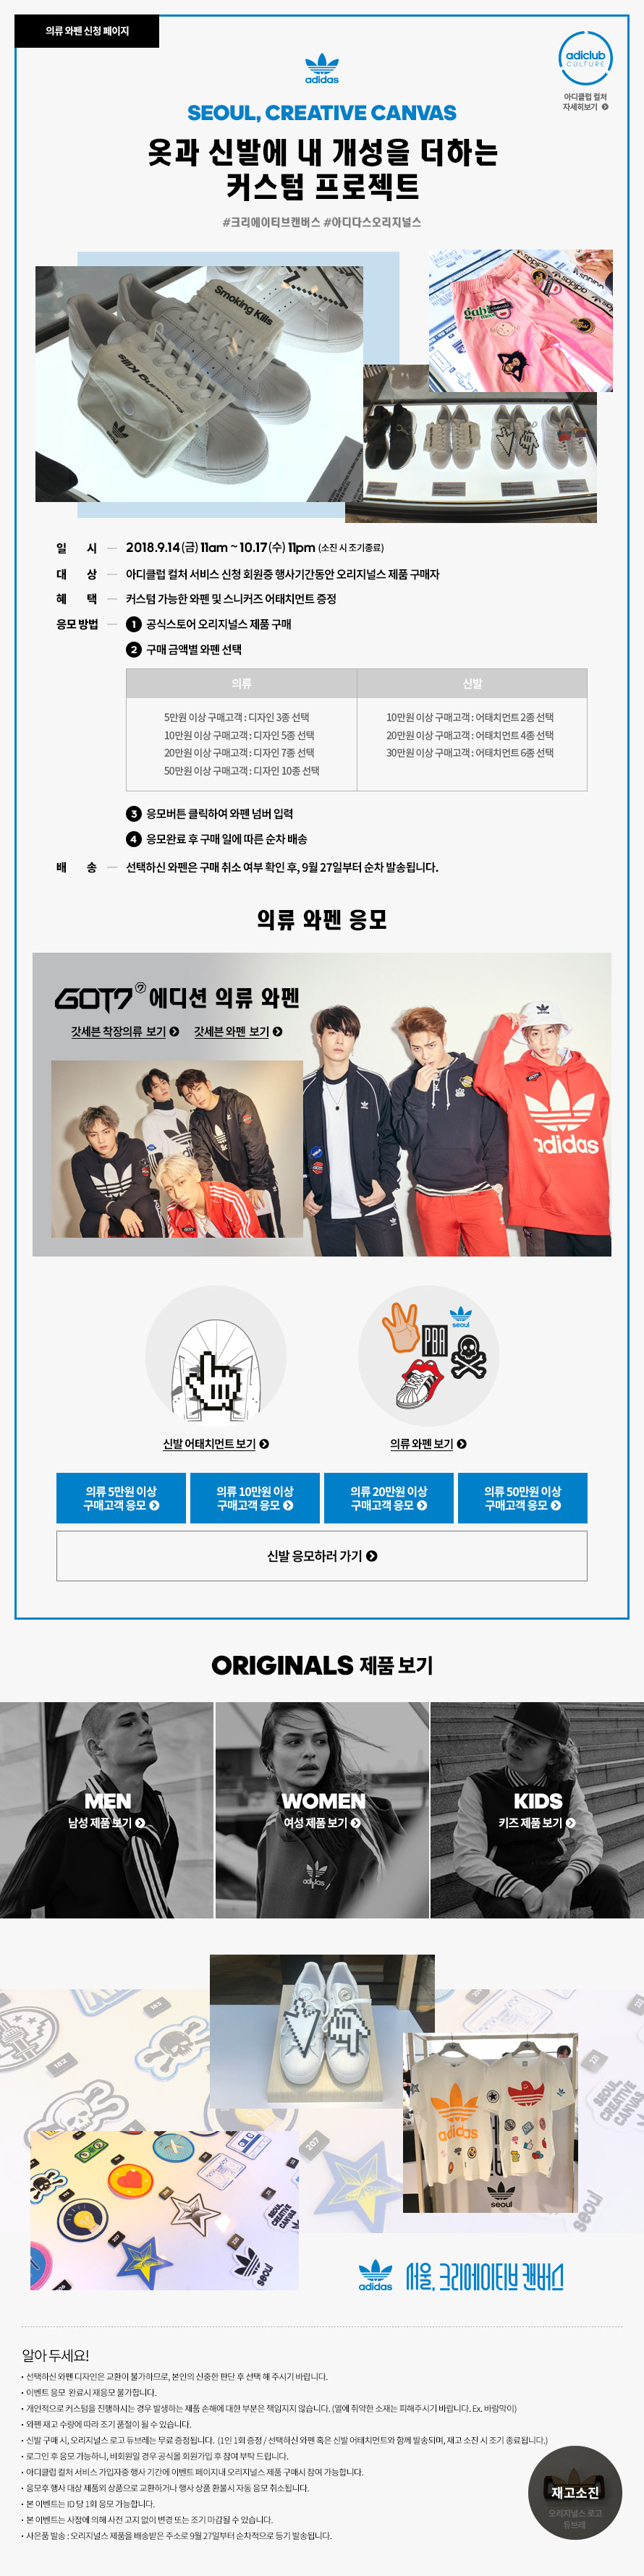 의류 와펜 신청 페이지
adiclub
CULTURE
아디클럽 컬처
자세히보기
adidas
SEOUL, CREATIVE CANVAS
옷과 신발에 내 개성을 더하는
커스텀 프로젝트
#크리에이티브캔버스 #아디다스오리지널스
Smoking Kills
Smoking Kills
일 시 — 2018.9.14(금) 11am ~ 10.17(수) 11pm (소진 시 조기종료)
대 상 — 아디클럽 컬처 서비스 신청 회원중 행사기간동안 오리지널스 제품 구매자
혜 택 — 커스텀 가능한 와펜 및 스니커즈 어태치먼트 증정
응모 방법 — 1 공식스토어 오리지널스 제품 구매
2 구매 금액별 와펜 선택
의류 신발
5만원 이상 구매고객 : 디자인 3종 선택 10만원 이상 구매고객 : 어태치먼트 2종 선택
10만원 이상 구매고객 : 디자인 5종 선택 20만원 이상 구매고객 : 어태치먼트 4종 선택
20만원 이상 구매고객 : 디자인 7종 선택 30만원 이상 구매고객 : 어태치먼트 6종 선택
50만원 이상 구매고객 : 디자인 10종 선택
3 응모버튼 클릭하여 와펜 넘버 입력
4 응모완료 후 구매 일에 따른 순차 배송
배 송 — 선택하신 와펜은 구매 취소 여부 확인 후, 9월 27일부터 순차 발송됩니다.
의류 와펜 응모
GOT7 에디션 의류 와펜
갓세븐 착장의류 보기 갓세븐 와펜 보기
adidas
adidas
adidas
seoul
PBA
신발 어태치먼트 보기 의류 와펜 보기
의류 5만원 이상 의류 10만원 이상 의류 20만원 이상 의류 50만원 이상
구매고객 응모 구매고객 응모 구매고객 응모 구매고객 응모
신발 응모하러 가기
ORIGINALS 제품 보기
MEN WOMEN KIDS
남성 제품 보기 여성 제품 보기 키즈 제품 보기
adidas
162
207
adidas
seoul
SEOUL CREATIVE CANVAS
seoul
adidas
서울, 크리에이티브 캔버스
알아 두세요!
• 선택하신 와펜 디자인은 교환이 불가하므로, 본인의 신중한 판단 후 선택 해 주시기 바랍니다.
• 이벤트 응모 완료시 재응모 불가합니다.
• 개인적으로 커스텀을 진행하시는 경우 발생하는 제품 손해에 대한 부분은 책임지지 않습니다. (열에 취약한 소재는 피해주시기 바랍니다. Ex. 바람막이)
• 와펜 재고 수량에 따라 조기 품절이 될 수 있습니다.
• 신발 구매 시, 오리지널스 로고 듀브레는 무료 증정됩니다. (1인 1회 증정 / 선택하신 와펜 혹은 신발 어태치먼트와 함께 발송되며, 재고 소진 시 조기 종료됩니다.)
• 로그인 후 응모 가능하니, 비회원일 경우 공식몰 회원가입 후 참여 부탁 드립니다.
• 아디클럽 컬처 서비스 가입자중 행사 기간에 이벤트 페이지내 오리지널스 제품 구매시 참여 가능합니다.
• 응모후 행사 대상 제품외 상품으로 교환하거나 행사 상품 환불시 자동 응모 취소됩니다.
• 본 이벤트는 ID 당 1회 응모 가능합니다.
• 본 이벤트는 사정에 의해 사전 고지 없이 변경 또는 조기 마감될 수 있습니다.
• 사은품 발송 : 오리지널스 제품을 배송받은 주소로 9월 27일부터 순차적으로 등기 발송됩니다.
재고소진
오리지널스 로고
듀브레